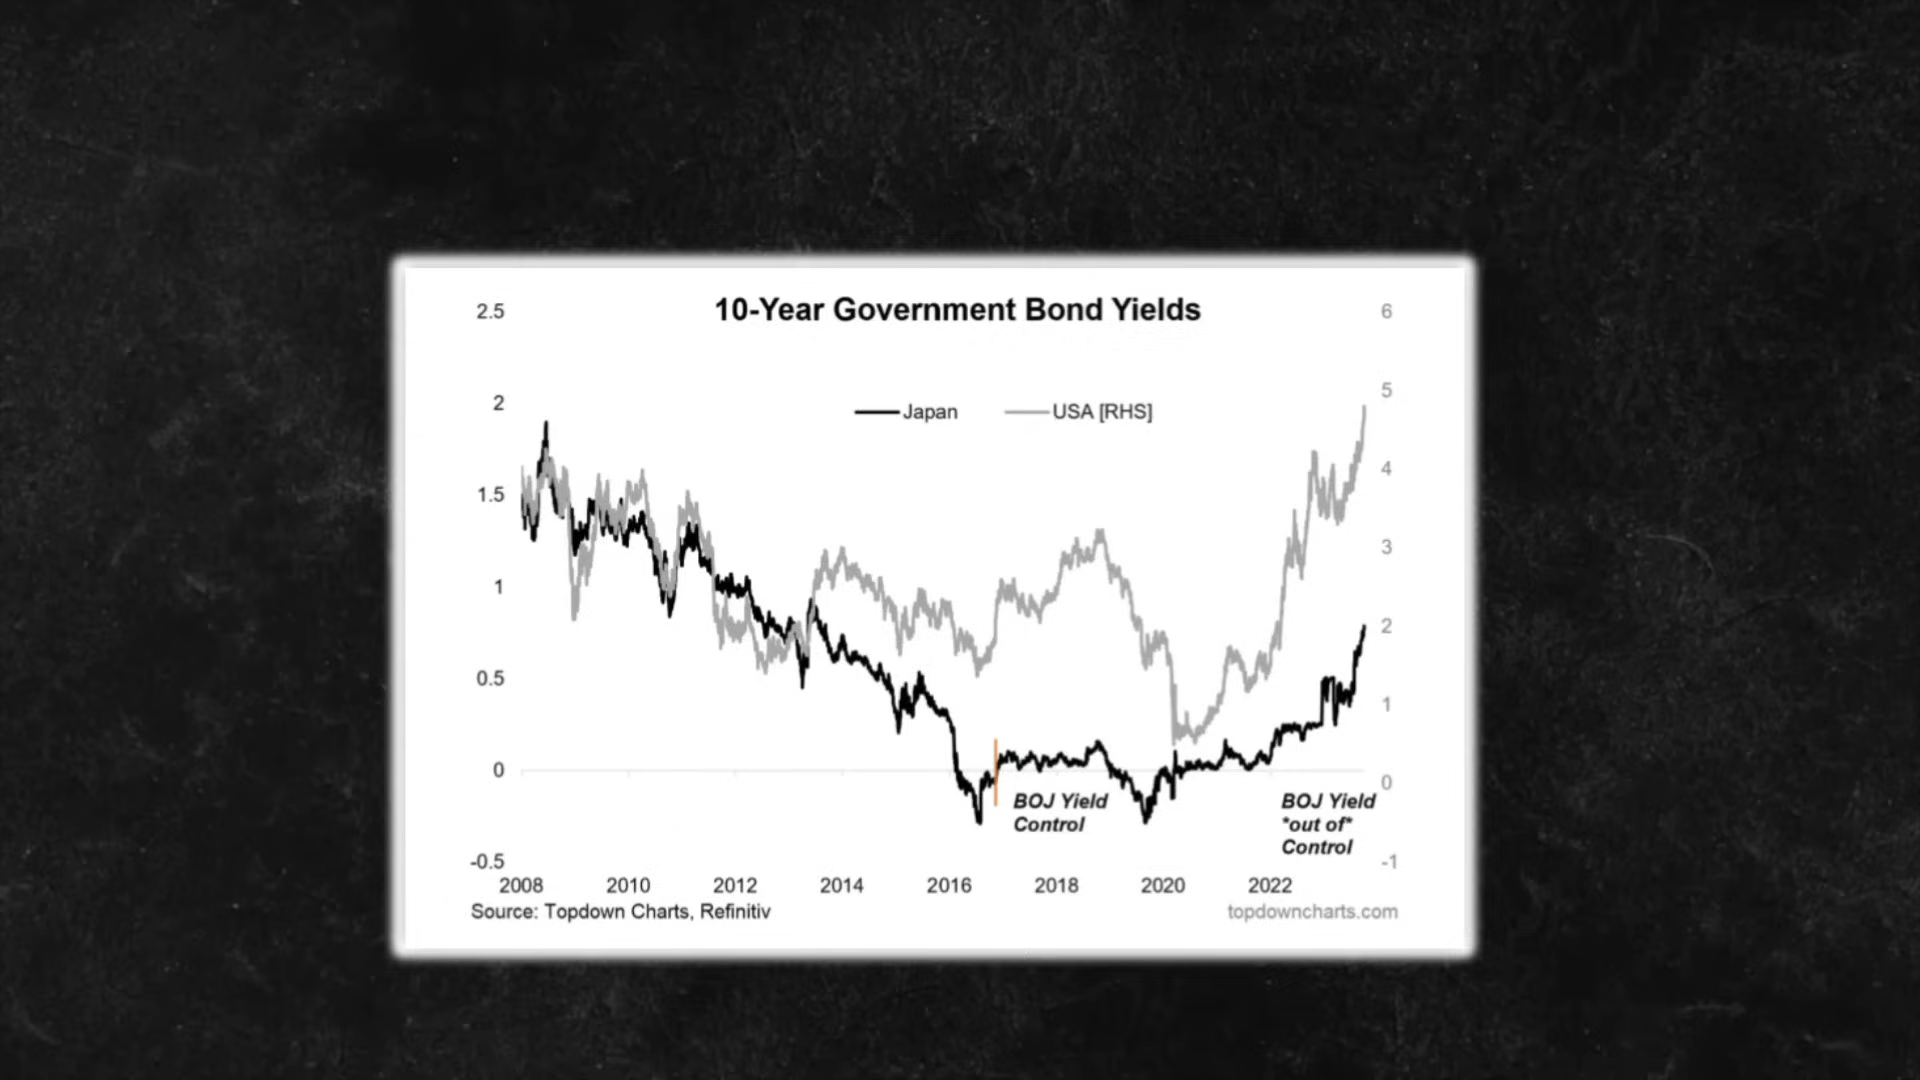 10-Year Government Bond Yields
2.5
2
1.5
1
0.5
0
-0.5
6
5
4
3
2
1
0
-1
Japan
USA [RHS]
BOJ Yield
Control
BOJ Yield
*out of*
Control
2008 2010 2012 2014 2016 2018 2020 2022
Source: Topdown Charts, Refinitiv
topdowncharts.com